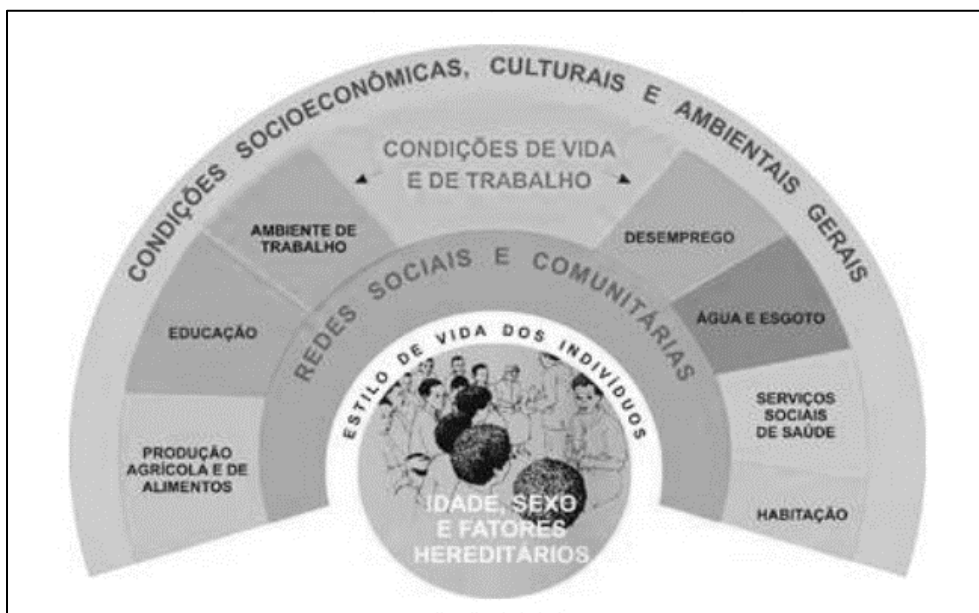 CONDIÇÕES SOCIOECONÔMICAS, CULTURAIS E AMBIENTAIS GERAIS
CONDIÇÕES DE VIDA
E DE TRABALHO
AMBIENTE DE
TRABALHO
DESEMPREGO
REDES SOCIAIS E COMUNITÁRIAS
EDUCAÇÃO
ÁGUA E ESGOTO
ESTILO DE VIDA DOS INDIVÍDUOS
PRODUÇÃO
AGRÍCOLA E DE
ALIMENTOS
SERVIÇOS
SOCIAIS
DE SAÚDE
HABITAÇÃO
IDADE, SEXO
E FATORES
HEREDITÁRIOS